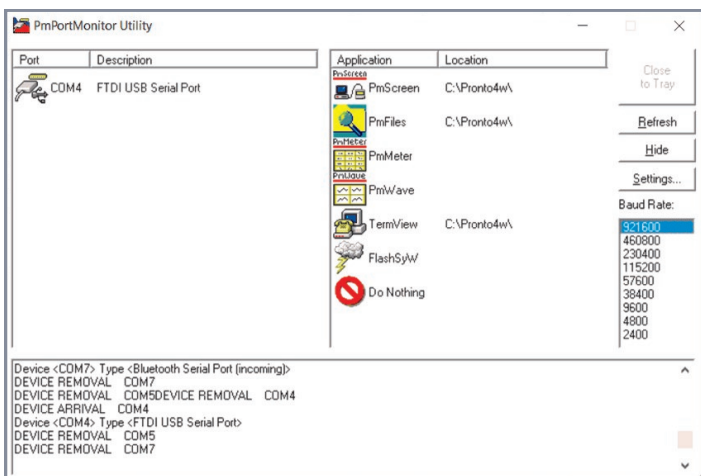 PmPortMonitor Utility
Port Description
COM4 FTDI USB Serial Port
Application Location
PmScreen
PmScreen C:\Pronto4w\
PmFiles C:\Pronto4w\
PmMeter
PmMeter
PmWave
PmWave
TermView C:\Pronto4w\
FlashSyW
Do Nothing
Close
to Tray
Refresh
Hide
Settings...
Baud Rate:
921600
460800
230400
115200
57600
38400
9600
4800
2400
Device <COM7> Type <Bluetooth Serial Port (incoming)>
DEVICE REMOVAL COM7
DEVICE REMOVAL COM5DEVICE REMOVAL COM4
DEVICE ARRIVAL COM4
Device <COM4> Type <FTDI USB Serial Port>
DEVICE REMOVAL COM5
DEVICE REMOVAL COM7